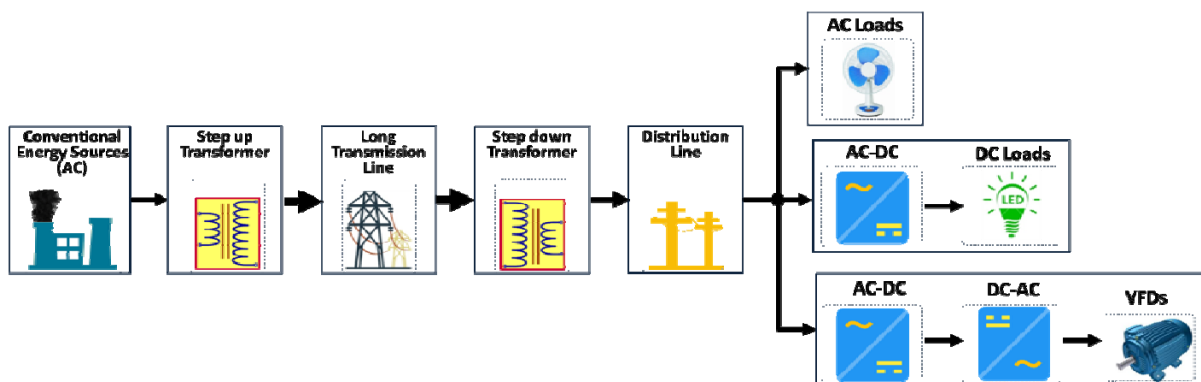 Conventional
Energy Sources
(AC)
Step up
Transformer
Long
Transmission
Line
Step down
Transformer
Distribution
Line
AC Loads
AC-DC
DC Loads
LED
AC-DC
DC-AC
VFDs